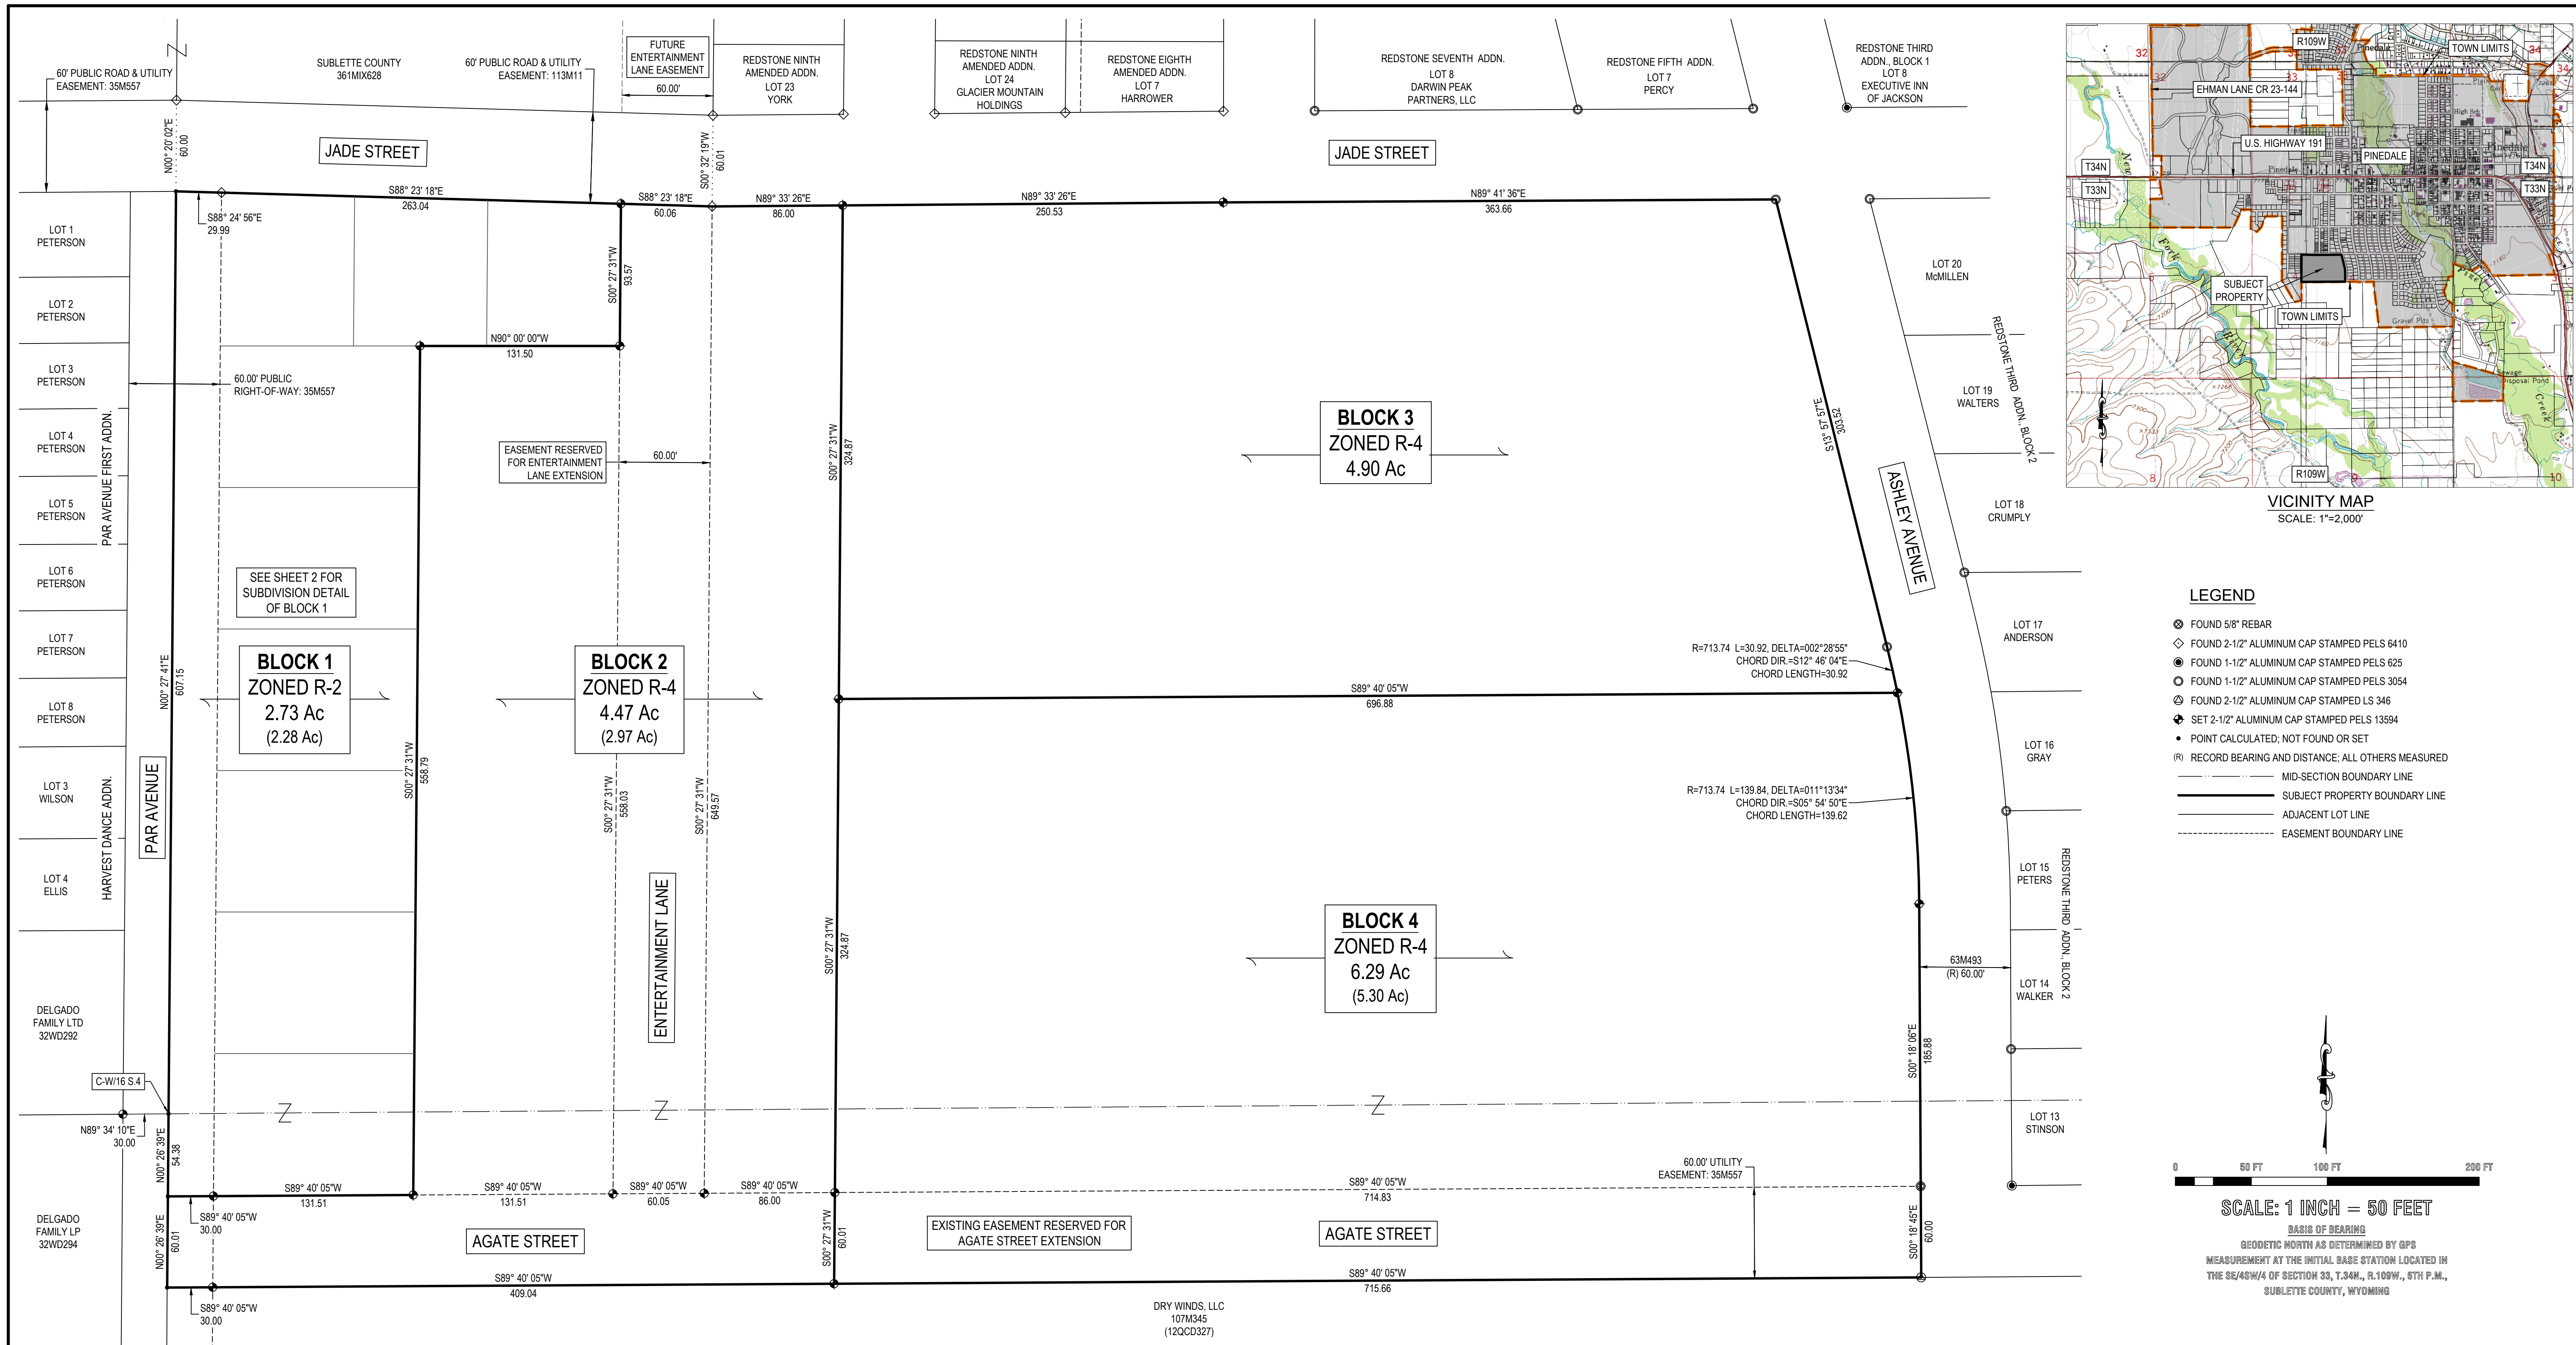 60' PUBLIC ROAD & UTILITY
EASEMENT: 35M557
SUBLETTE COUNTY
361MIX628
60' PUBLIC ROAD & UTILITY
EASEMENT: 113M11
FUTURE
ENTERTAINMENT
LANE EASEMENT
60.00'
REDSTONE NINTH
AMENDED ADDN.
LOT 23
YORK
REDSTONE NINTH
AMENDED ADDN.
LOT 24
GLACIER MOUNTAIN
HOLDINGS
REDSTONE EIGHTH
AMENDED ADDN.
LOT 7
HARROWER
REDSTONE SEVENTH ADDN.
LOT 8
DARWIN PEAK
PARTNERS, LLC
REDSTONE FIFTH ADDN.
LOT 7
PERCY
REDSTONE THIRD
ADDN., BLOCK 1
LOT 8
EXECUTIVE INN
OF JACKSON
N00° 20' 02"E
60.00
JADE STREET
S00° 32' 19"W
60.01
JADE STREET
S88° 24' 56"E
29.99
S88° 23' 18"E
263.04
S88° 23' 18"E
60.06
N89° 33' 26"E
86.00
N89° 33' 26"E
250.53
N89° 41' 36"E
363.66
LOT 1
PETERSON
LOT 2
PETERSON
LOT 3
PETERSON
LOT 4
PETERSON
LOT 5
PETERSON
LOT 6
PETERSON
LOT 7
PETERSON
LOT 8
PETERSON
LOT 3
WILSON
LOT 4
ELLIS
DELGADO
FAMILY LTD
32WD292
C-W/16 S.4
N89° 34' 10"E
30.00
DELGADO
FAMILY LP
32WD294
PAR AVENUE FIRST ADDN.
HARVEST DANCE ADDN.
PAR AVENUE
N00° 27' 41"E
607.15
N00° 26' 39"E
54.38
N00° 26' 39"E
60.01
60.00' PUBLIC
RIGHT-OF-WAY: 35M557
S00° 27' 31"W
93.57
N90° 00' 00"W
131.50
SEE SHEET 2 FOR
SUBDIVISION DETAIL
OF BLOCK 1
BLOCK 1
ZONED R-2
2.73 Ac
(2.28 Ac)
S00° 27' 31"W
558.79
EASEMENT RESERVED
FOR ENTERTAINMENT
LANE EXTENSION
60.00'
BLOCK 2
ZONED R-4
4.47 Ac
(2.97 Ac)
S00° 27' 31"W
558.03
S00° 27' 31"W
649.57
ENTERTAINMENT LANE
S00° 27' 31"W
324.87
BLOCK 3
ZONED R-4
4.90 Ac
S13° 57' 57"E
303.52
ASHLEY AVENUE
R=713.74 L=30.92, DELTA=002°28'55"
CHORD DIR.=S12° 46' 04"E
CHORD LENGTH=30.92
S89° 40' 05"W
696.88
R=713.74 L=139.84, DELTA=011°13'34"
CHORD DIR.=S05° 54' 50"E
CHORD LENGTH=139.62
S00° 27' 31"W
324.87
BLOCK 4
ZONED R-4
6.29 Ac
(5.30 Ac)
63M493
(R) 60.00'
S00° 18' 06"E
185.88
60.00' UTILITY
EASEMENT: 35M557
S89° 40' 05"W
131.51
S89° 40' 05"W
131.51
S89° 40' 05"W
60.05
S89° 40' 05"W
86.00
S89° 40' 05"W
714.83
S89° 40' 05"W
30.00
AGATE STREET
S00° 27' 31"W
60.01
EXISTING EASEMENT RESERVED FOR
AGATE STREET EXTENSION
AGATE STREET
S00° 18' 45"E
60.00
S89° 40' 05"W
409.04
S89° 40' 05"W
715.66
S89° 40' 05"W
30.00
DRY WINDS, LLC
107M345
(12QCD327)
LOT 20
McMILLEN
LOT 19
WALTERS
LOT 18
CRUMPLY
LOT 17
ANDERSON
LOT 16
GRAY
LOT 15
PETERS
LOT 14
WALKER
LOT 13
STINSON
REDSTONE THIRD ADDN., BLOCK 2
REDSTONE THIRD ADDN., BLOCK 2
R109W
TOWN LIMITS
EHMAN LANE CR 23-144
U.S. HIGHWAY 191
PINEDALE
T34N
T33N
T34N
T33N
SUBJECT
PROPERTY
TOWN LIMITS
R109W
32
33
34
8
9
10
Pinedale
High Sch
New
Fork
River
Pine
Creek
Gravel Pits
Sewage
Disposal Pond
VICINITY MAP
SCALE: 1"=2,000'
LEGEND
FOUND 5/8" REBAR
FOUND 2-1/2" ALUMINUM CAP STAMPED PELS 6410
FOUND 1-1/2" ALUMINUM CAP STAMPED PELS 625
FOUND 1-1/2" ALUMINUM CAP STAMPED PELS 3054
FOUND 2-1/2" ALUMINUM CAP STAMPED LS 346
SET 2-1/2" ALUMINUM CAP STAMPED PELS 13594
POINT CALCULATED; NOT FOUND OR SET
(R) RECORD BEARING AND DISTANCE; ALL OTHERS MEASURED
MID-SECTION BOUNDARY LINE
SUBJECT PROPERTY BOUNDARY LINE
ADJACENT LOT LINE
EASEMENT BOUNDARY LINE
0 50 FT 100 FT 200 FT
SCALE: 1 INCH = 50 FEET
BASIS OF BEARING
GEODETIC NORTH AS DETERMINED BY GPS
MEASUREMENT AT THE INITIAL BASE STATION LOCATED IN
THE SE/4SW/4 OF SECTION 33, T.34N., R.109W., 6TH P.M.,
SUBLETTE COUNTY, WYOMING